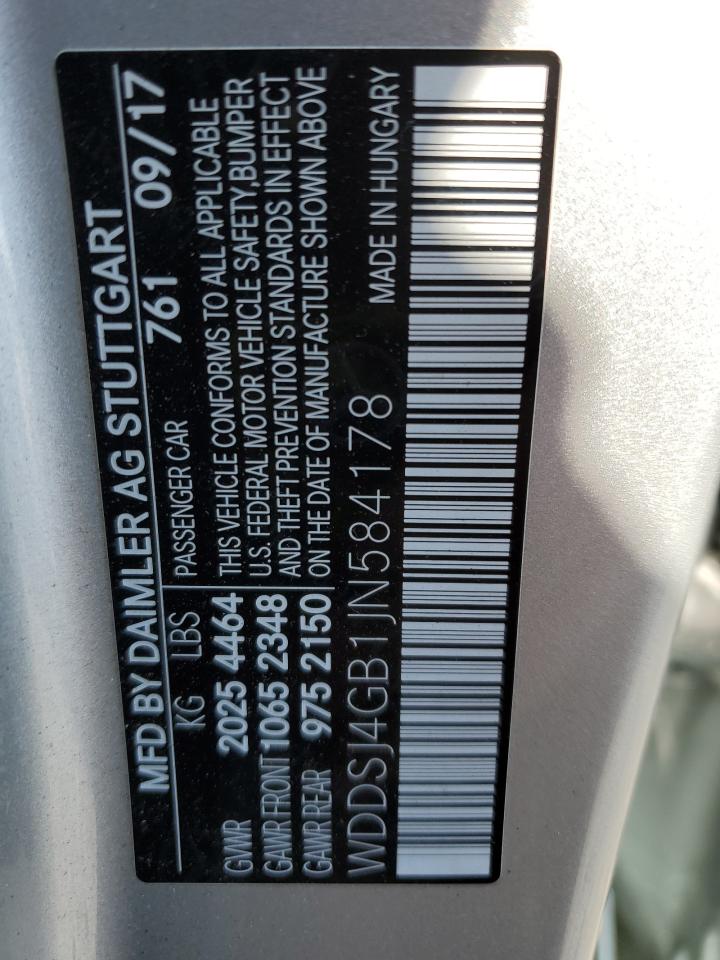 MFD BY DAIMLER AG STUTTGART
761 09/17
KG LBS PASSENGER CAR
GVWR 2025 4464 THIS VEHICLE CONFORMS TO ALL APPLICABLE
GAWR FRONT 1065 2348 U.S. FEDERAL MOTOR VEHICLE SAFETY,BUMPER
AND THEFT PREVENTION STANDARDS IN EFFECT
GAWR REAR 975 2150 ON THE DATE OF MANUFACTURE SHOWN ABOVE
WDDSJ4GB1JN584178 MADE IN HUNGARY